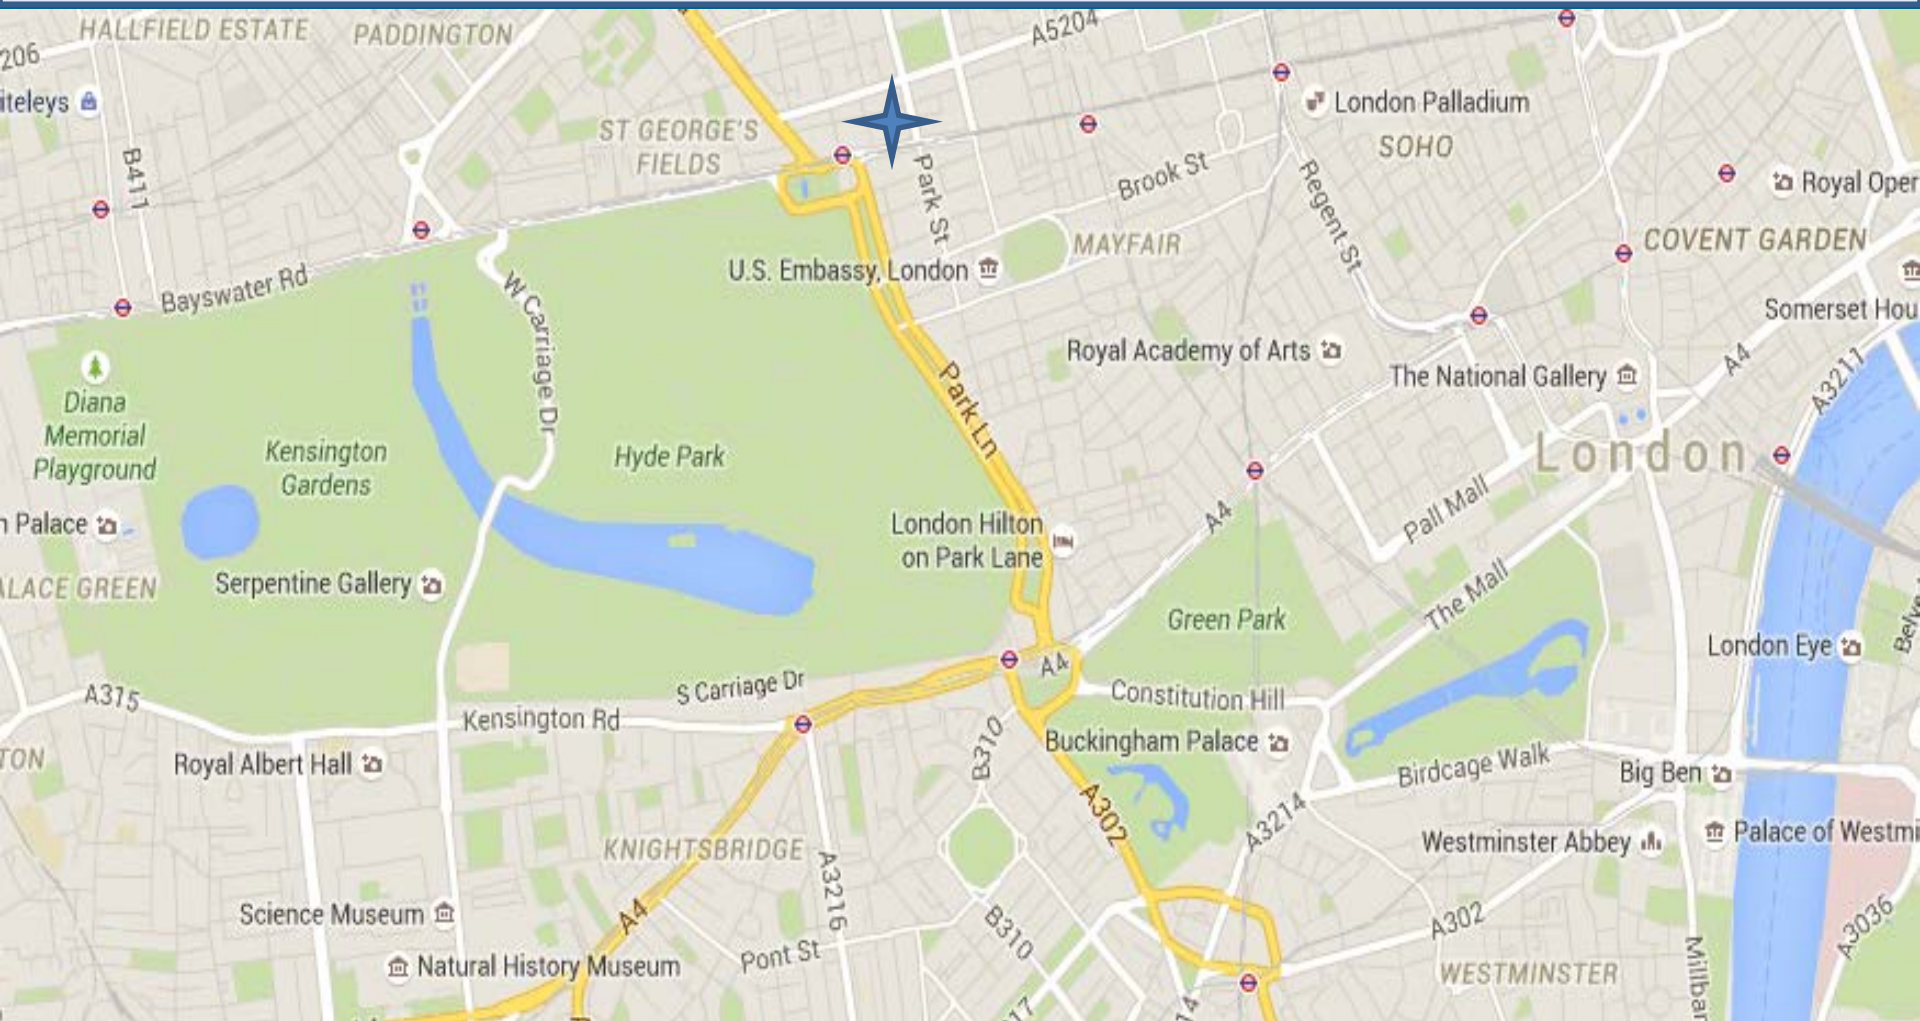 HALLFIELD ESTATE
PADDINGTON
A5204
206
iteleys
London Palladium
SOHO
ST GEORGE'S
FIELDS
B411
Park St
Brook St
Regent St
Royal Oper
COVENT GARDEN
MAYFAIR
U.S. Embassy, London
Bayswater Rd
W Carriage Dr
Somerset Hou
Royal Academy of Arts
The National Gallery
A4
A3211
Diana
Memorial
Playground
Kensington
Gardens
Hyde Park
Park Ln
London
n Palace
London Hilton
on Park Lane
A4
Pall Mall
ALACE GREEN
Serpentine Gallery
Green Park
The Mall
London Eye
Belv
A315
S Carriage Dr
A4
Constitution Hill
Kensington Rd
Buckingham Palace
B310
TON
Royal Albert Hall
Birdcage Walk
Big Ben
A302
A3214
KNIGHTSBRIDGE
Westminster Abbey
Palace of Westmi
A3216
Science Museum
A4
B310
A302
A3036
Natural History Museum
Pont St
WESTMINSTER
Millban
17
14